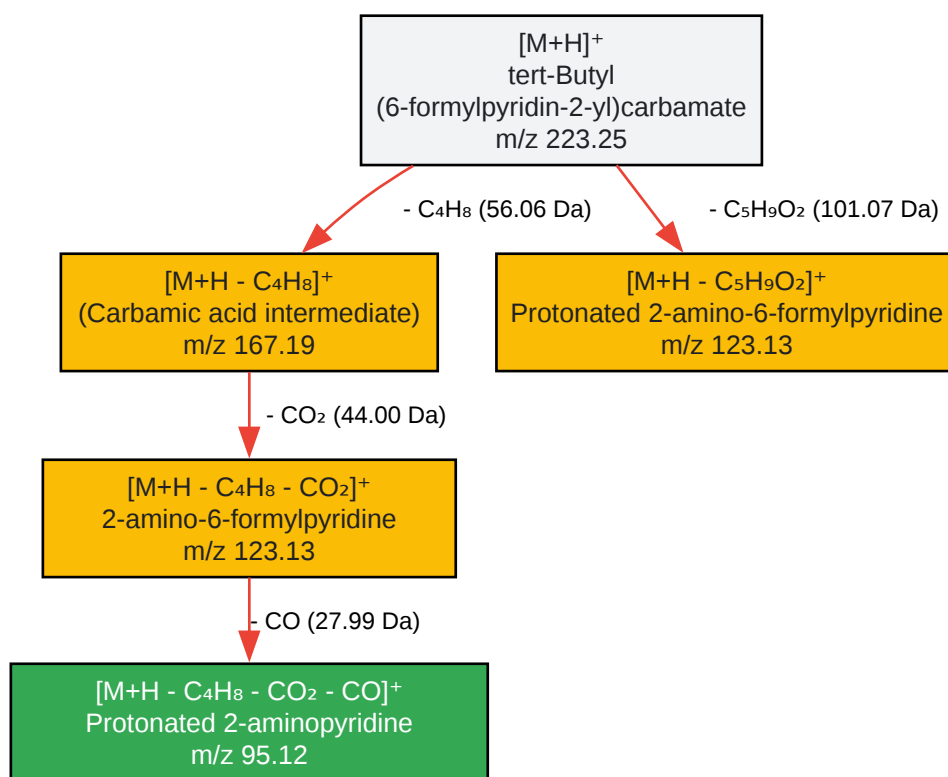 [M+H]⁺
tert-Butyl
(6-formylpyridin-2-yl)carbamate
m/z 223.25
- C₄H₈ (56.06 Da)
- C₅H₉O₂ (101.07 Da)
[M+H - C₄H₈]⁺
(Carbamic acid intermediate)
m/z 167.19
[M+H - C₅H₉O₂]⁺
Protonated 2-amino-6-formylpyridine
m/z 123.13
- CO₂ (44.00 Da)
[M+H - C₄H₈ - CO₂]⁺
2-amino-6-formylpyridine
m/z 123.13
- CO (27.99 Da)
[M+H - C₄H₈ - CO₂ - CO]⁺
Protonated 2-aminopyridine
m/z 95.12